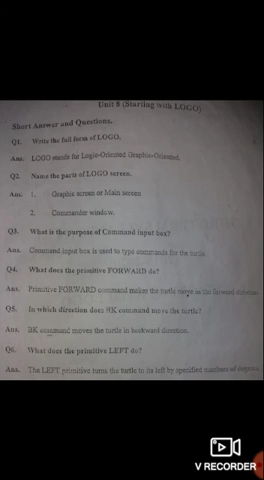 Unit 8 (Starting with LOGO)
Short Answer and Questions.
Q1. Write the full form of LOGO.
Ans. LOGO stands for Logic-Oriented Graphic-Oriented.
Q2. Name the parts of LOGO screen.
Ans. 1. Graphic screen or Main screen
2. Commander window.
Q3. What is the purpose of Command input box?
Ans. Command input box is used to type commands for the turtle.
Q4. What does the primitive FORWARD do?
Ans. Primitive FORWARD command makes the turtle move in the forward direction.
Q5. In which direction does BK command move the turtle?
Ans. BK command moves the turtle in backward direction.
Q6. What does the primitive LEFT do?
Ans. The LEFT primitive turns the turtle to its left by specified numbers of degrees.
V RECORDER